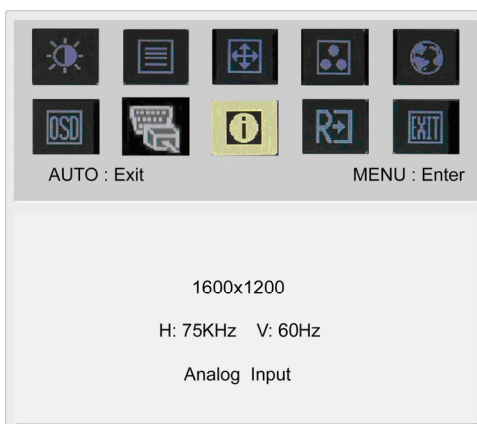 OSD i R EXIT
AUTO : Exit MENU : Enter
1600x1200
H: 75KHz V: 60Hz
Analog Input